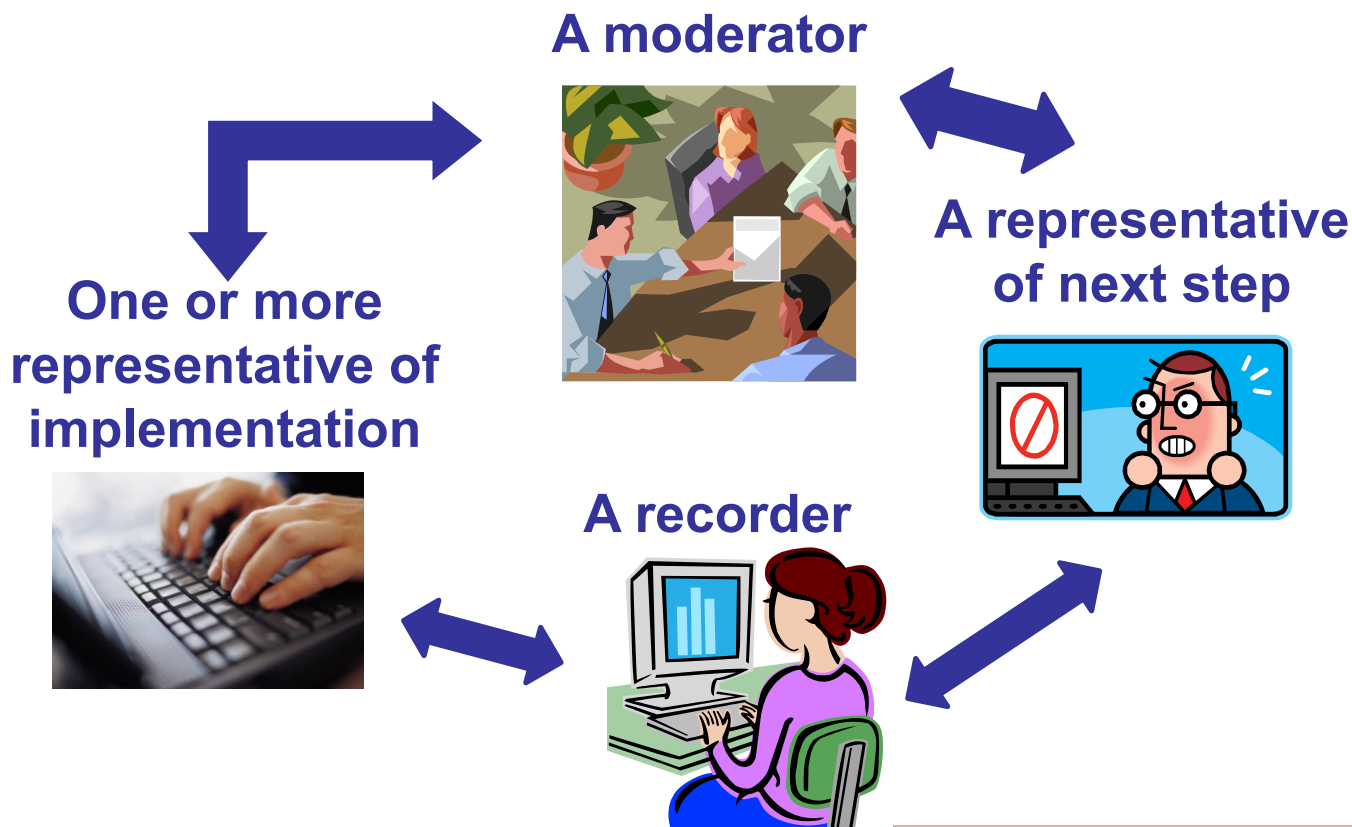 A moderator
A representative
of next step
One or more
representative of
implementation
A recorder